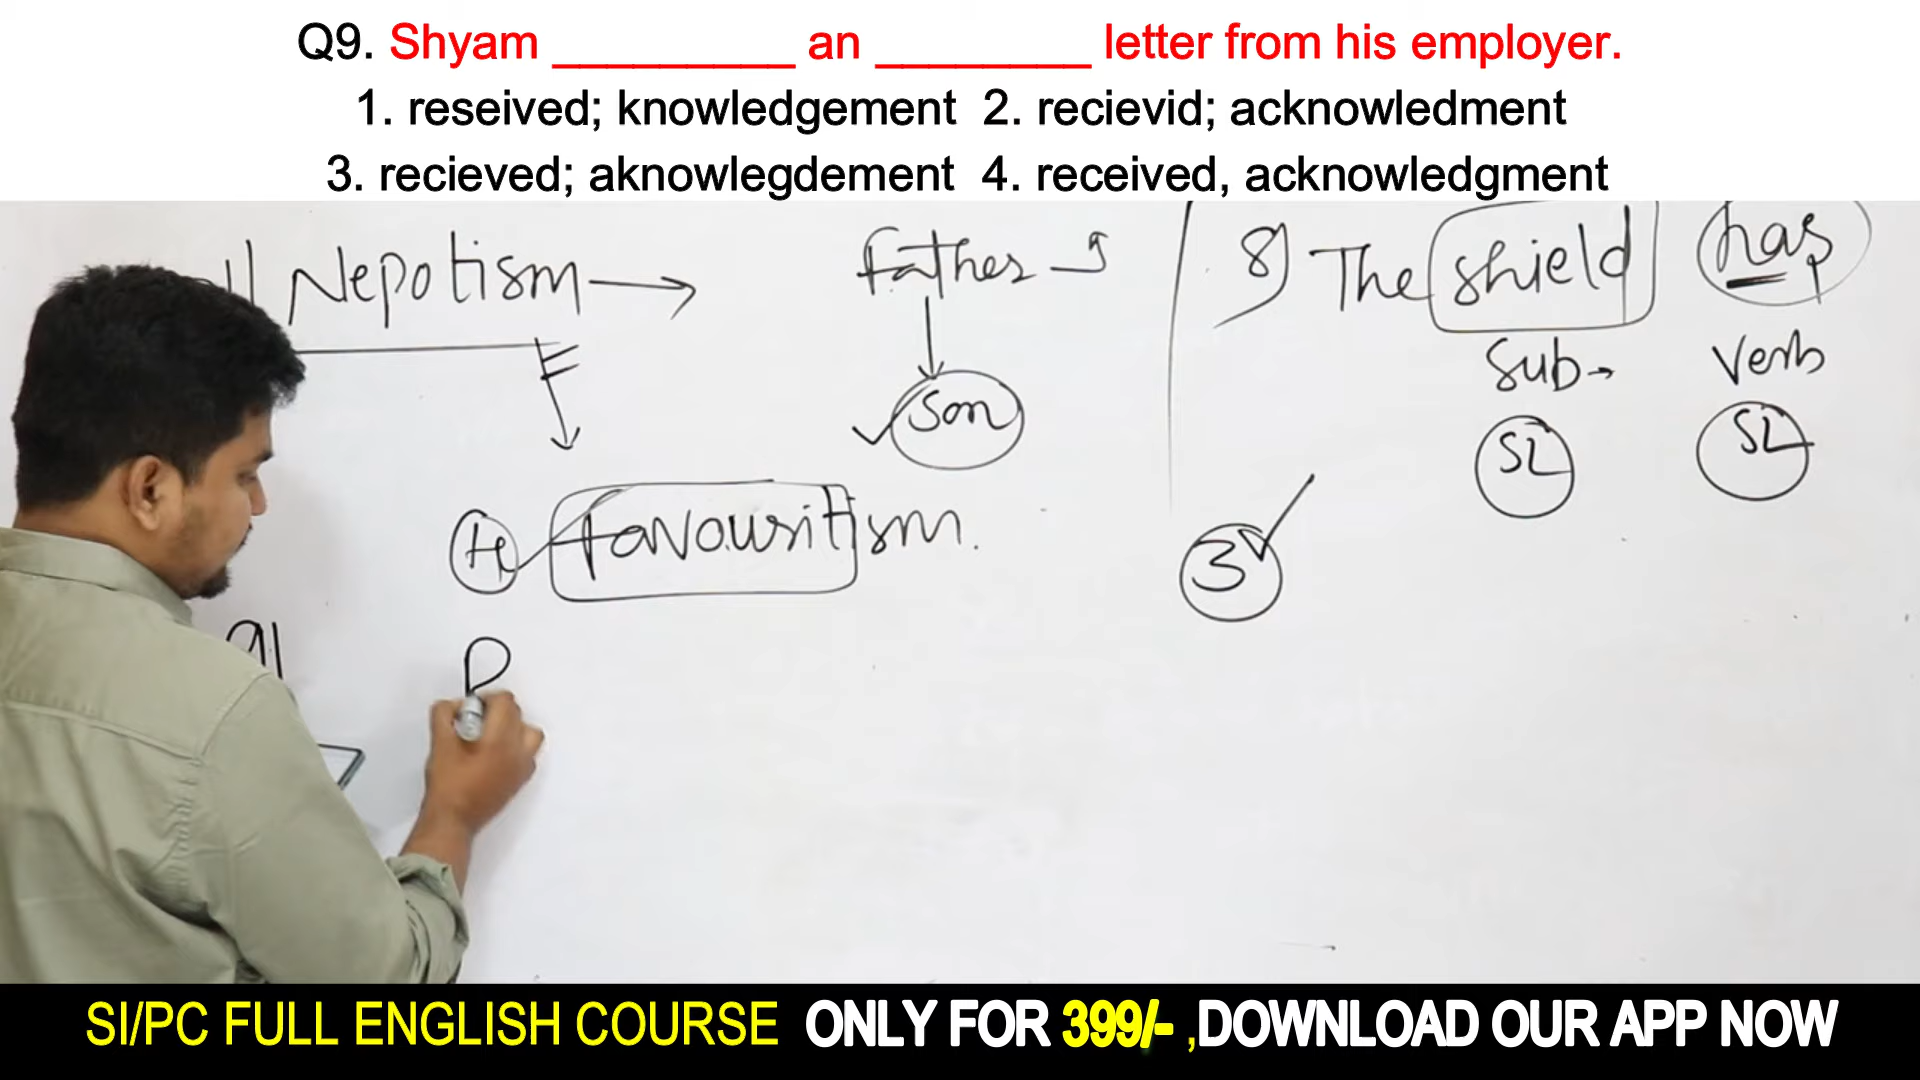 Q9. Shyam _________ an ________ letter from his employer.
1. reseived; knowledgement 2. recievid; acknowledment
3. recieved; aknowlegdement 4. received, acknowledgment
Nepotism → Father
8) The shield has
Sub Verb
Son
SL SL
favouritism.
3
9)
R
SI/PC FULL ENGLISH COURSE ONLY FOR 399/- ,DOWNLOAD OUR APP NOW